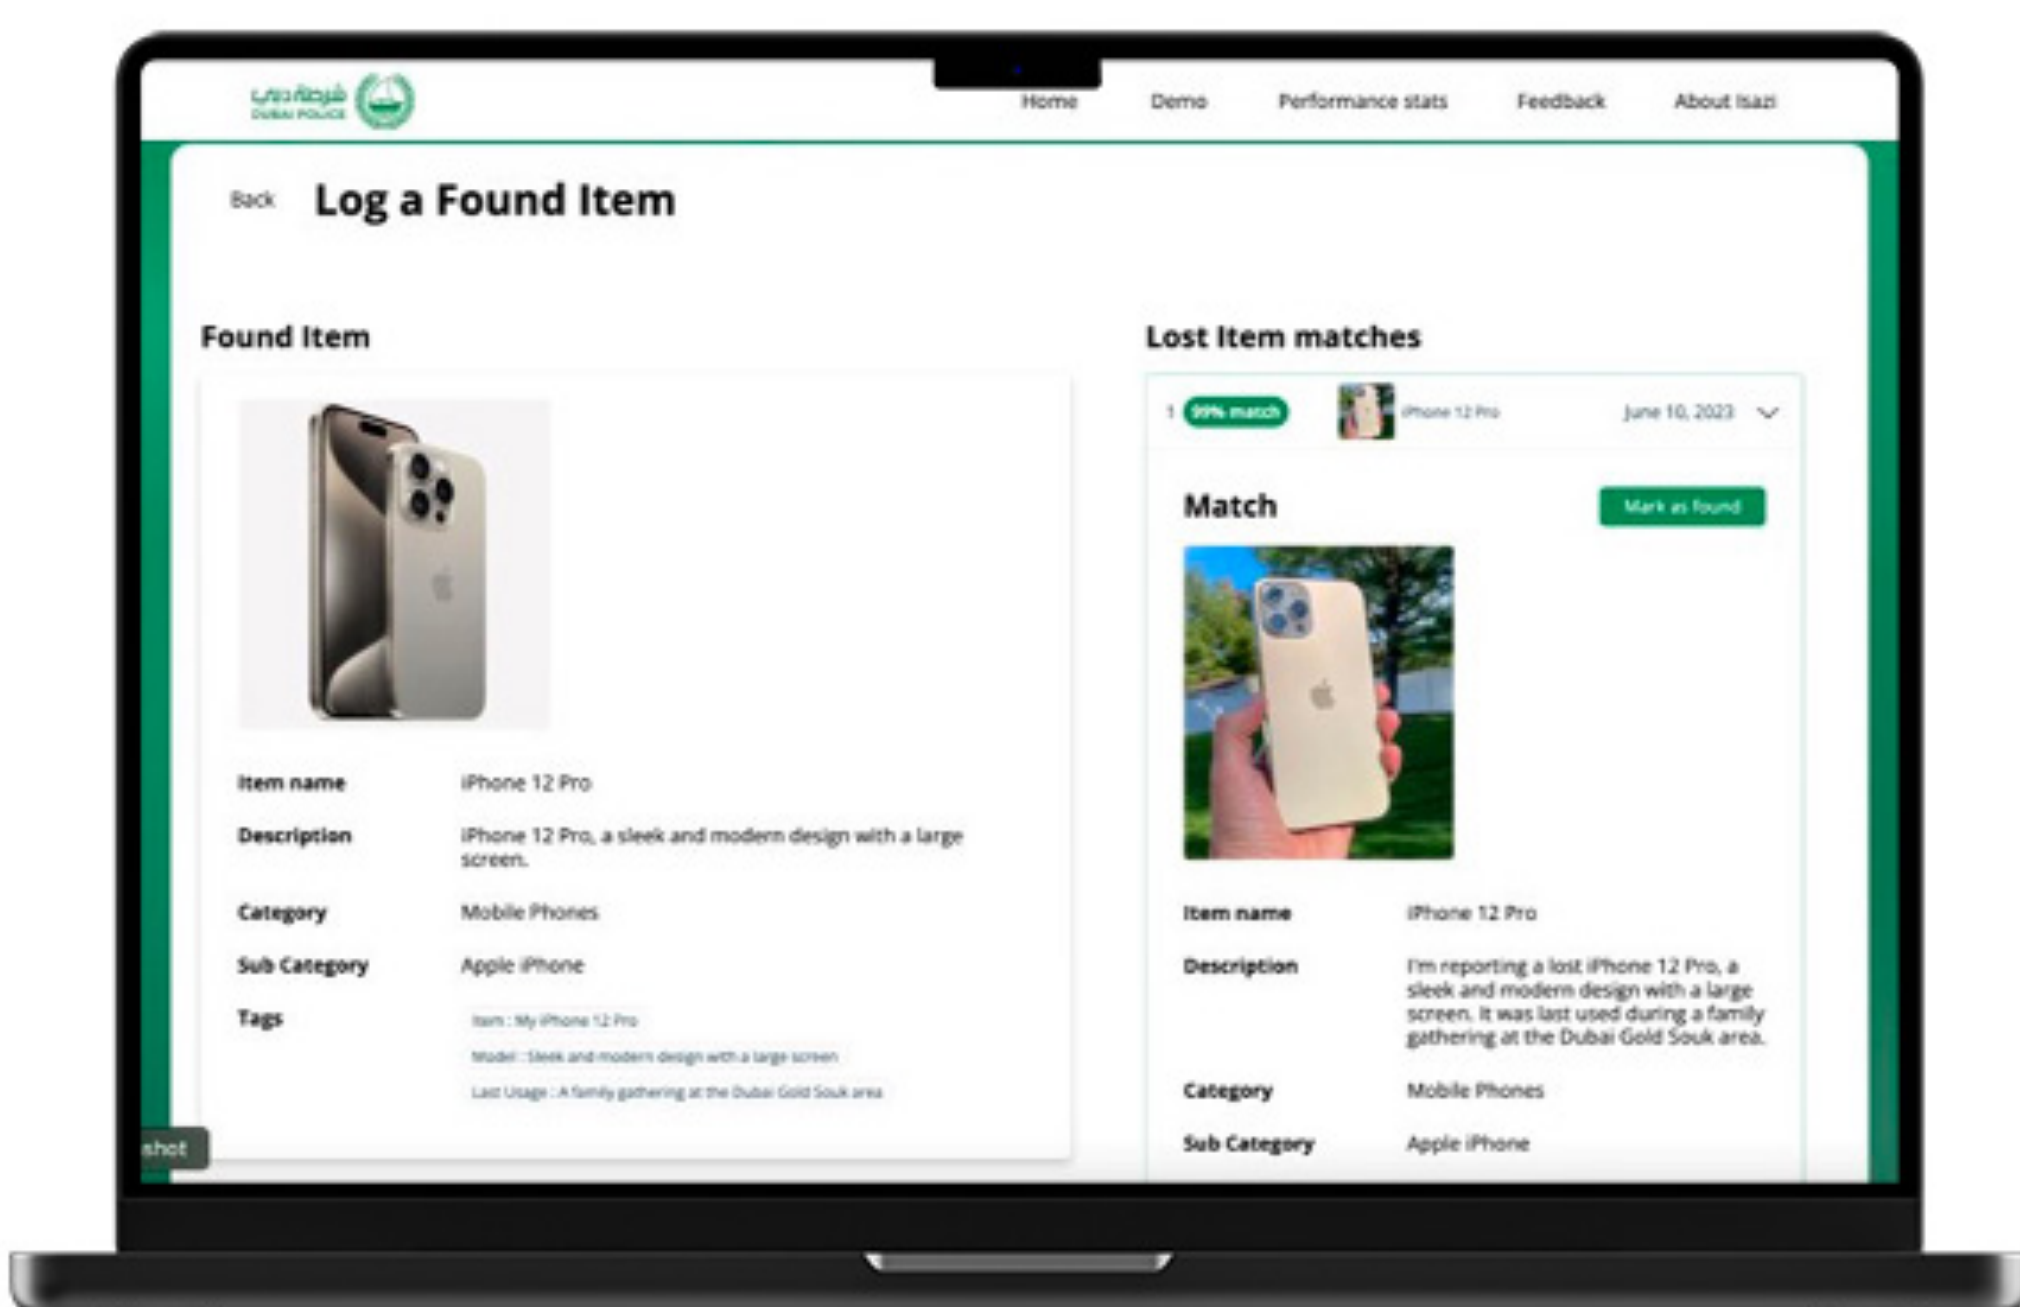 شرطة دبي
DUBAI POLICE
Home
Demo
Performance stats
Feedback
About Isazi
Back
Log a Found Item
Found Item
Item name
iPhone 12 Pro
Description
iPhone 12 Pro, a sleek and modern design with a large
screen.
Category
Mobile Phones
Sub Category
Apple iPhone
Tags
Item : My iPhone 12 Pro
Model : Sleek and modern design with a large screen
Last Usage : A family gathering at the Dubai Gold Souk area
shot
Lost Item matches
1
99% match
iPhone 12 Pro
June 10, 2023
Match
Mark as found
Item name
iPhone 12 Pro
Description
I'm reporting a lost iPhone 12 Pro, a
sleek and modern design with a large
screen. It was last used during a family
gathering at the Dubai Gold Souk area.
Category
Mobile Phones
Sub Category
Apple iPhone